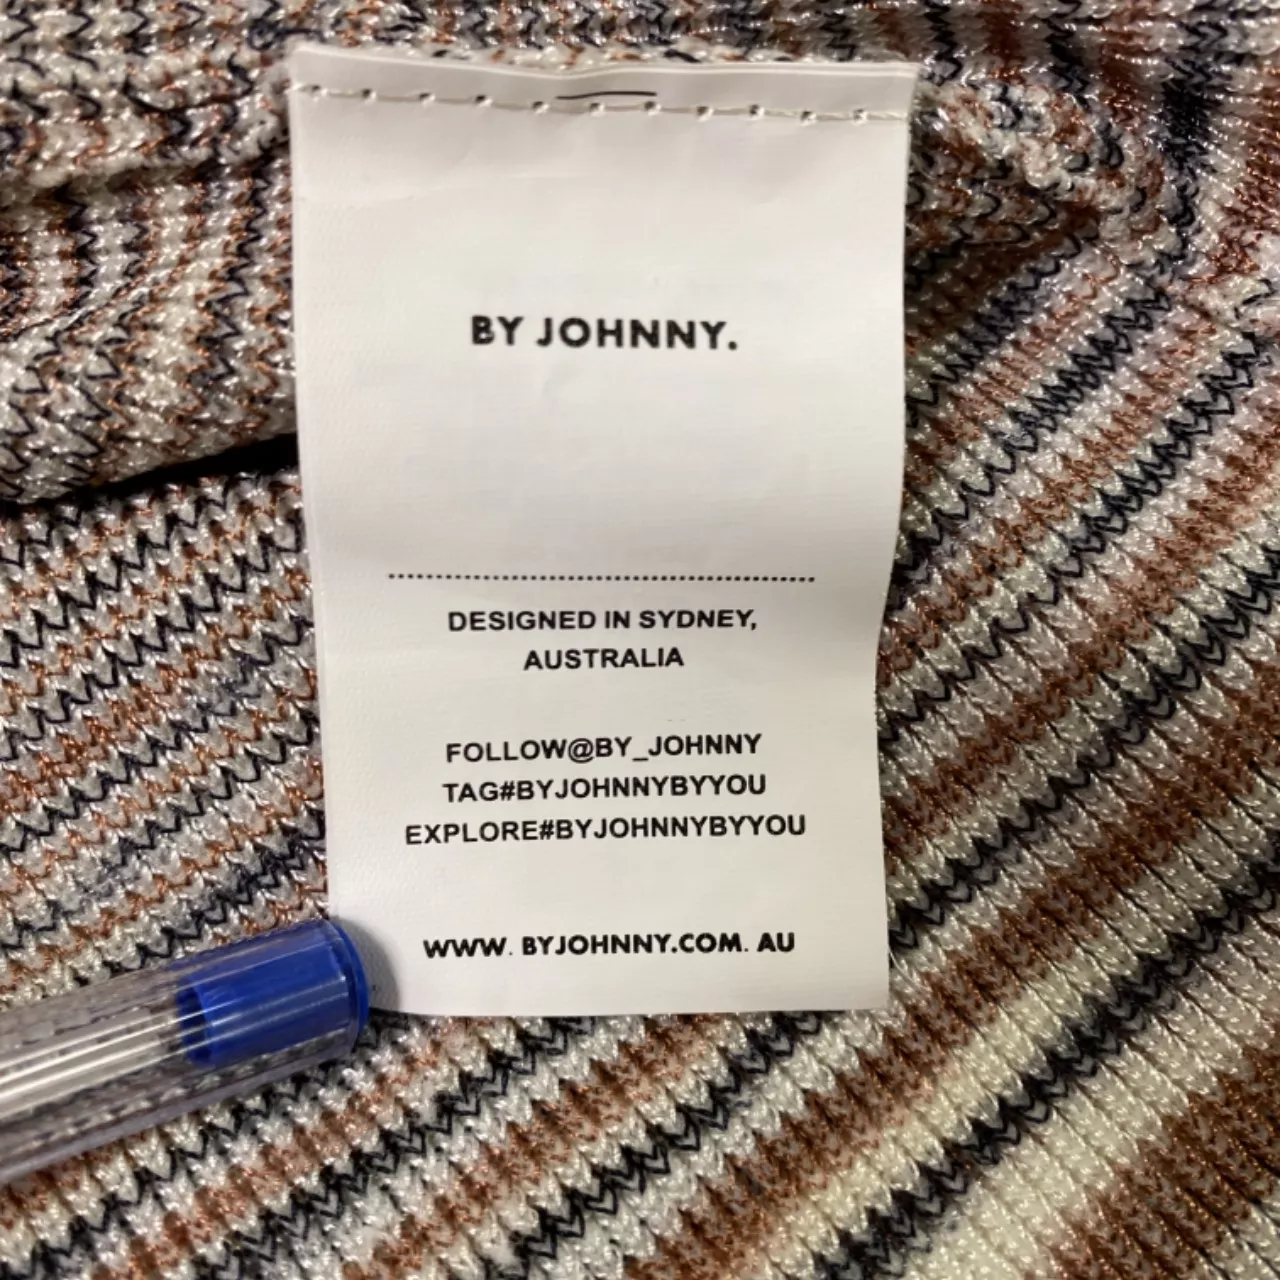 BY JOHNNY.
DESIGNED IN SYDNEY,
AUSTRALIA
FOLLOW@BY_JOHNNY
TAG#BYJOHNNYBYYOU
EXPLORE#BYJOHNNYBYYOU
WWW. BYJOHNNY.COM. AU